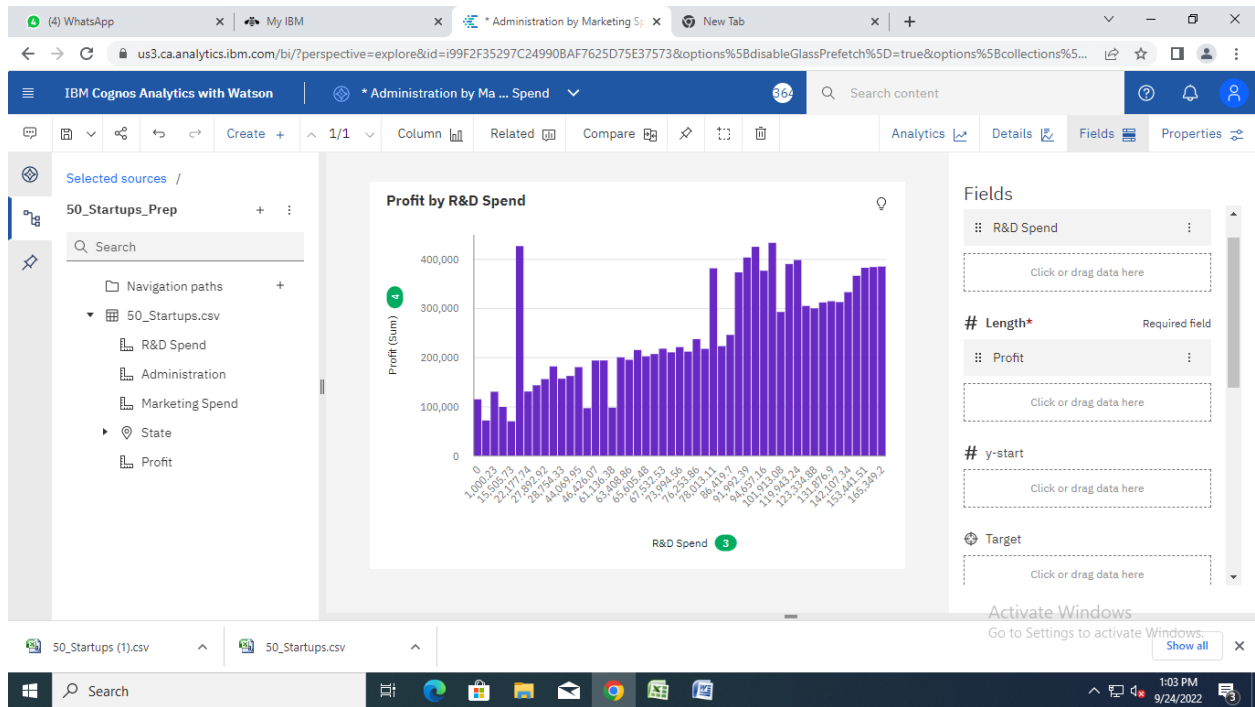 (4) WhatsApp
My IBM
* Administration by Marketing Sp
New Tab
us3.ca.analytics.ibm.com/bi/?perspective=explore&id=i99F2F35297C24990BAF7625D75E37573&options%5BdisableGlassPrefetch%5D=true&options%5Bcollections%5...
IBM Cognos Analytics with Watson
* Administration by Ma ... Spend
364
Search content
Create +
1/1
Column
Related
Compare
Analytics
Details
Fields
Properties
Selected sources /
50_Startups_Prep
Search
Navigation paths
50_Startups.csv
R&D Spend
Administration
Marketing Spend
State
Profit
Profit by R&D Spend
400,000
300,000
200,000
100,000
0
Profit (Sum)
4
0
1,000.23
15,505.73
22,177.74
27,892.92
28,754.33
44,069.95
46,426.07
61,136.38
63,408.86
65,605.48
67,532.53
73,994.56
76,253.86
78,013.11
86,419.7
91,992.39
94,657.16
101,913.08
119,943.24
123,334.88
131,876.9
142,107.34
153,441.51
165,349.2
R&D Spend 3
Fields
R&D Spend
Click or drag data here
# Length*
Required field
Profit
Click or drag data here
# y-start
Click or drag data here
Target
Click or drag data here
Activate Windows
Go to Settings to activate Windows.
50_Startups (1).csv
50_Startups.csv
Show all
Search
1:03 PM
9/24/2022
3